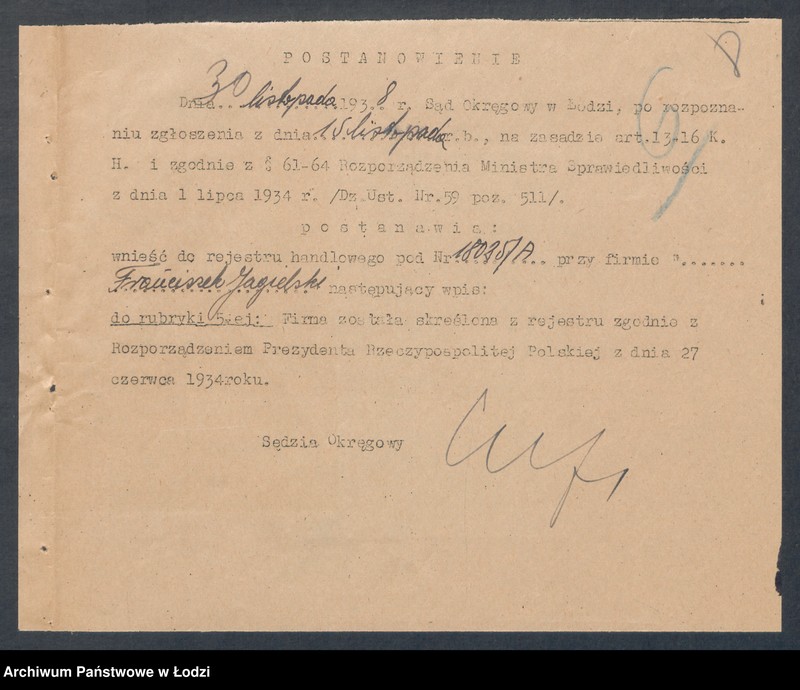 POSTANOWIENIE
Dnia 30 listopada 1938 r. Sąd Okręgowy w Łodzi, po rozpozna-
niu zgłoszenia z dnia 15 listopada r.b., na zasadzie art.13-16 K.
H. i zgodnie z § 61-64 Rozporządzenia Ministra Sprawiedliwości
z dnia 1 lipca 1934 r. /Dz.Ust. Nr.59 poz. 511/.
postanawia:
wnieść do rejestru handlowego pod Nr.18095/A... przy firmie ".......
Franciszek Jagielski następujący wpis:
do rubryki 5-ej: Firma została skreślona z rejestru zgodnie z
Rozporządzeniem Prezydenta Rzeczypospolitej Polskiej z dnia 27
czerwca 1934roku.
Sędzia Okręgowy
Archiwum Państwowe w Łodzi